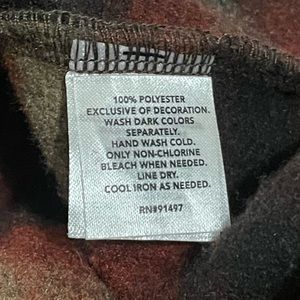 100% POLYESTER
EXCLUSIVE OF DECORATION.
WASH DARK COLORS
SEPARATELY.
HAND WASH COLD.
ONLY NON-CHLORINE
BLEACH WHEN NEEDED.
LINE DRY.
COOL IRON AS NEEDED.
RN#91497